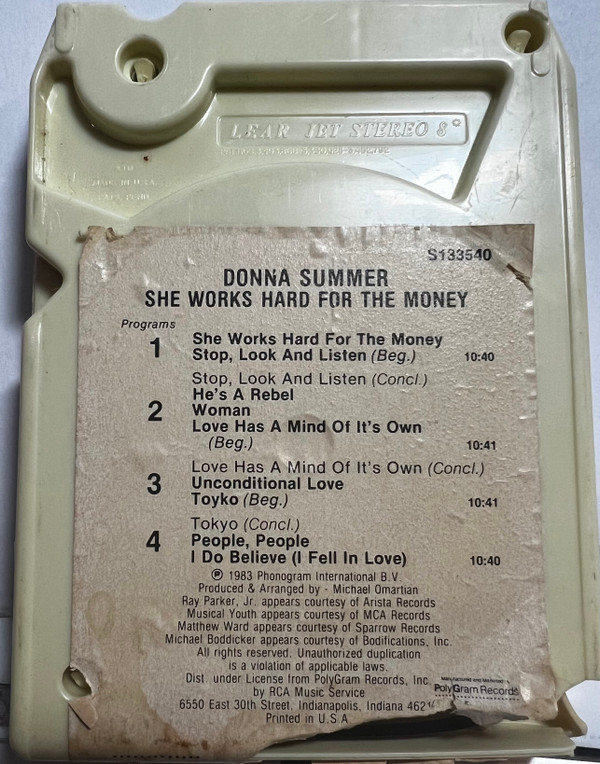 LEAR JET STEREO 8
S133540
DONNA SUMMER
SHE WORKS HARD FOR THE MONEY
Programs
1 She Works Hard For The Money
Stop, Look And Listen (Beg.) 10:40
Stop, Look And Listen (Concl.)
He's A Rebel
2 Woman
Love Has A Mind Of It's Own
(Beg.) 10:41
Love Has A Mind Of It's Own (Concl.)
3 Unconditional Love
Toyko (Beg.) 10:41
Tokyo (Concl.)
4 People, People
I Do Believe (I Fell In Love) 10:40
℗ 1983 Phonogram International B.V.
Produced & Arranged by - Michael Omartian
Ray Parker, Jr. appears courtesy of Arista Records
Musical Youth appears courtesy of MCA Records
Matthew Ward appears courtesy of Sparrow Records
Michael Boddicker appears courtesy of Bodifications, Inc.
All rights reserved. Unauthorized duplication
is a violation of applicable laws.
Dist. under License from PolyGram Records, Inc.
by RCA Music Service
Manufactured and Marketed by
PolyGram Records
6550 East 30th Street, Indianapolis, Indiana 462
Printed in U.S.A.